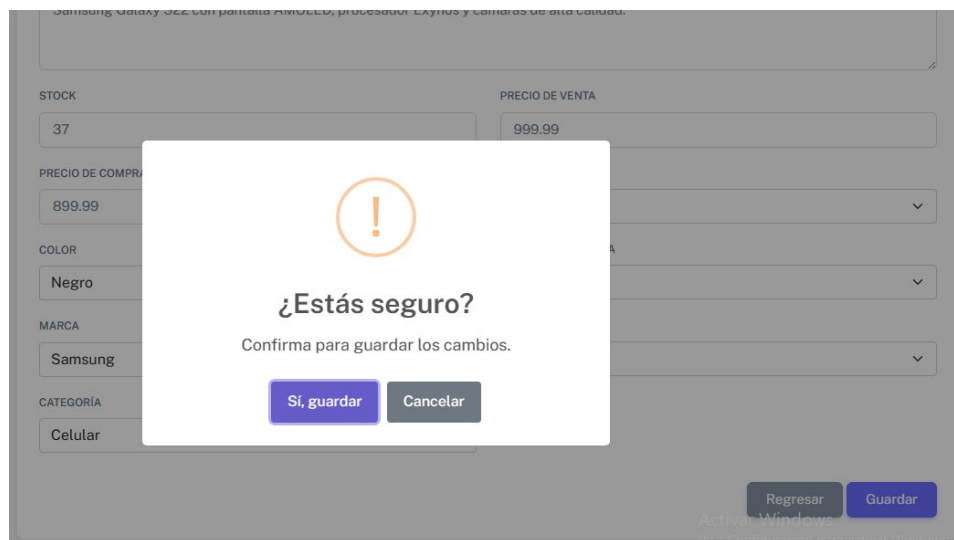 Samsung Galaxy S22 con pantalla AMOLED, procesador Exynos y cámaras de alta calidad.
STOCK
PRECIO DE VENTA
37
999.99
PRECIO DE COMPRA
899.99
COLOR
A
Negro
¿Estás seguro?
MARCA
Confirma para guardar los cambios.
Samsung
Sí, guardar
Cancelar
CATEGORÍA
Celular
Regresar
Guardar
Activar Windows